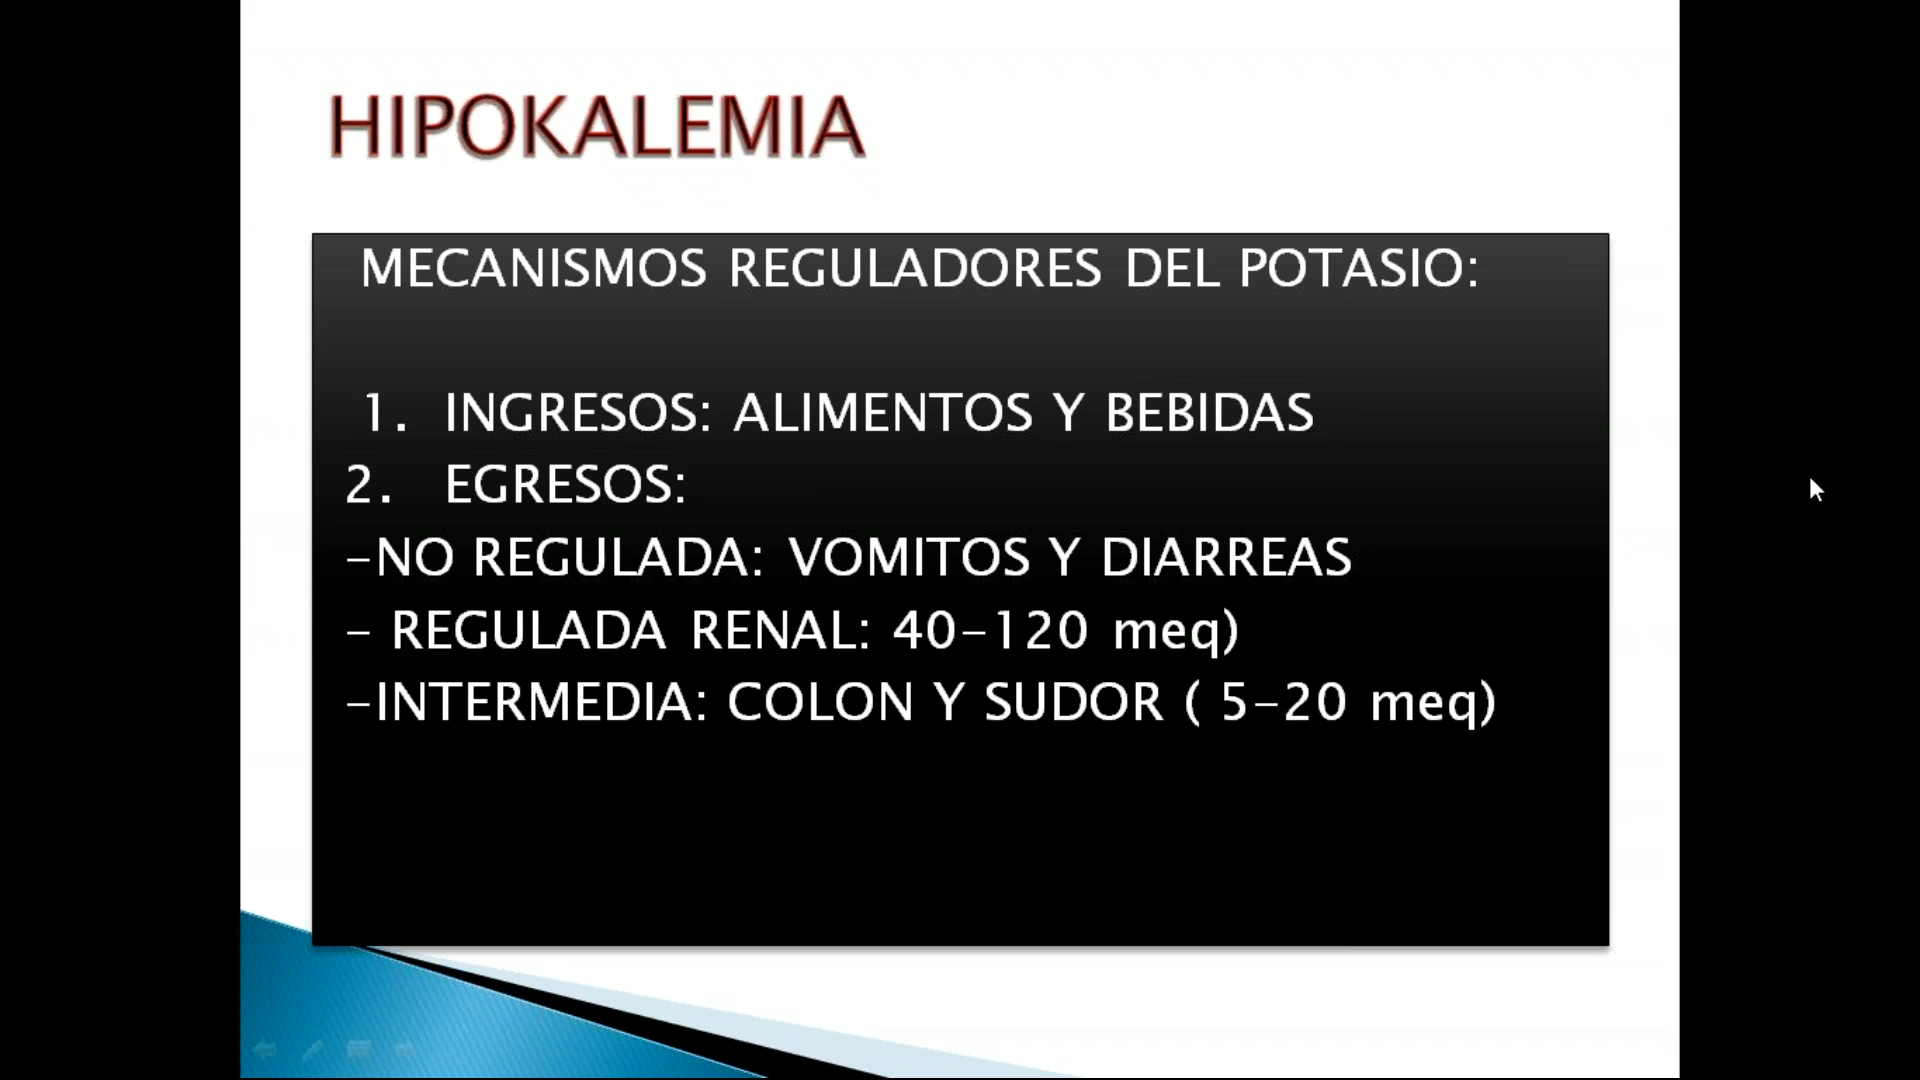 HIPOKALEMIA
MECANISMOS REGULADORES DEL POTASIO:
1. INGRESOS: ALIMENTOS Y BEBIDAS
2. EGRESOS:
-NO REGULADA: VOMITOS Y DIARREAS
- REGULADA RENAL: 40-120 meq)
-INTERMEDIA: COLON Y SUDOR ( 5-20 meq)